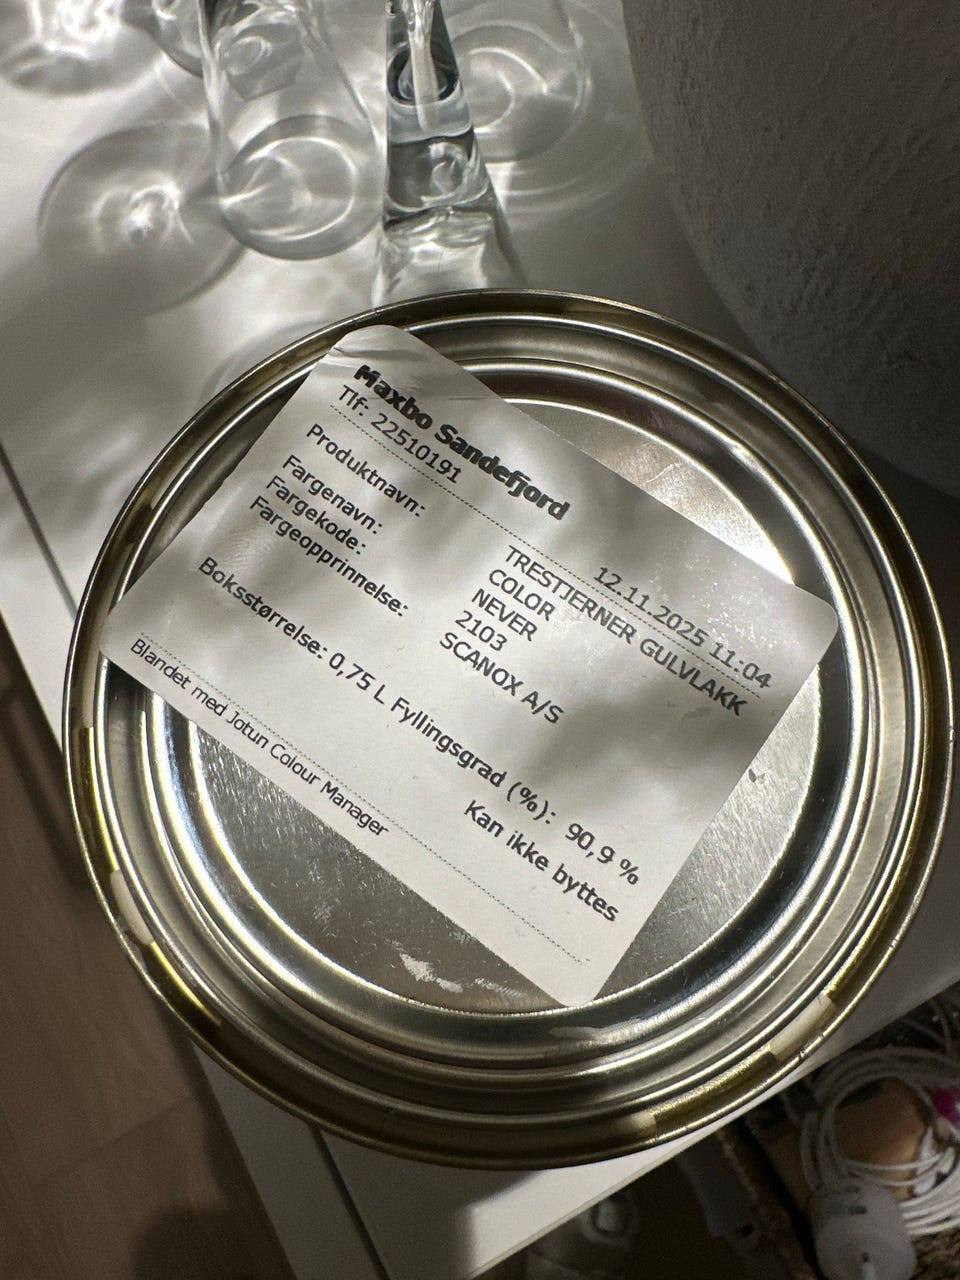 Maxbo Sandefjord
Tlf: 22510191
12.11.2025 11:04
Produktnavn: TRESTJERNER GULVLAKK
COLOR
Fargenavn: NEVER
Fargekode: 2103
Fargeopprinnelse: SCANOX A/S
Boksstørrelse: 0,75 L Fyllingsgrad (%): 90,9 %
Kan ikke byttes
Blandet med Jotun Colour Manager